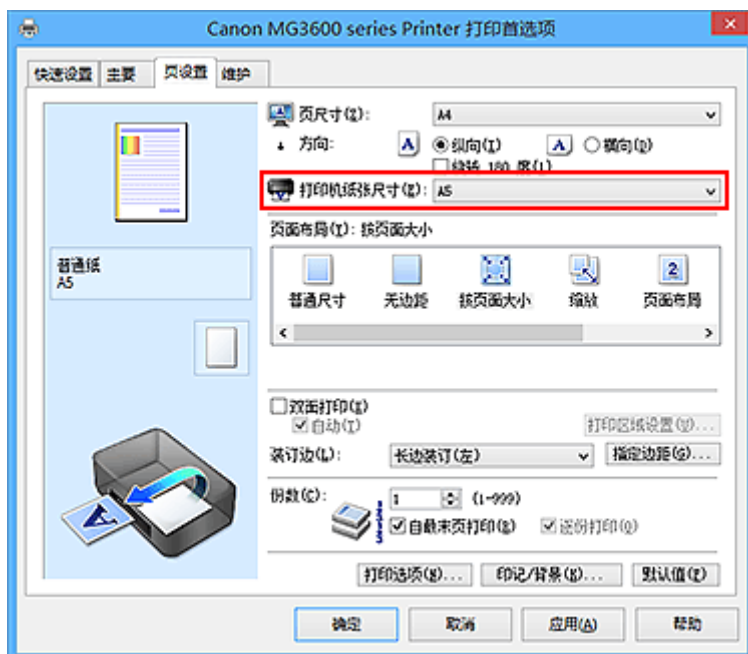 Canon MG3600 series Printer 打印首选项
快速设置 主要 页设置 维护
页尺寸(Z): A4
方向: A 纵向(I) A 横向(D)
旋转 180 度(1)
打印机纸张尺寸(E): A5
页面布局(Y): 按页面大小
普通纸
A5
普通尺寸 无边距 按页面大小 缩放 页面布局
双面打印(X)
自动(T) 打印区域设置(W)...
装订边(L): 长边装订(左) 指定边距(G)...
份数(C): 1 (1-999)
自最末页打印(R) 逐份打印(O)
打印选项(N)... 印记/背景(K)... 默认值(F)
确定 取消 应用(A) 帮助